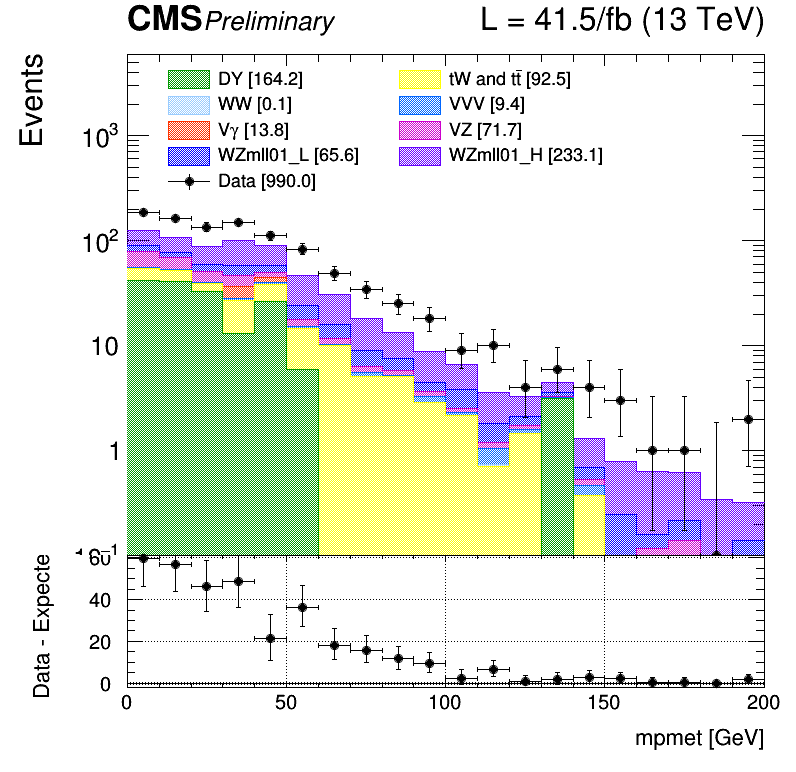 CMS Preliminary L = 41.5/fb (13 TeV)
Events
DY [164.2] tW and tt̄ [92.5]
WW [0.1] VVV [9.4]
Vγ [13.8] VZ [71.7]
WZmll01_L [65.6] WZmll01_H [233.1]
Data [990.0]
10³
10²
10
1
60
40
20
0
Data - Expecte
0 50 100 150 200
mpmet [GeV]